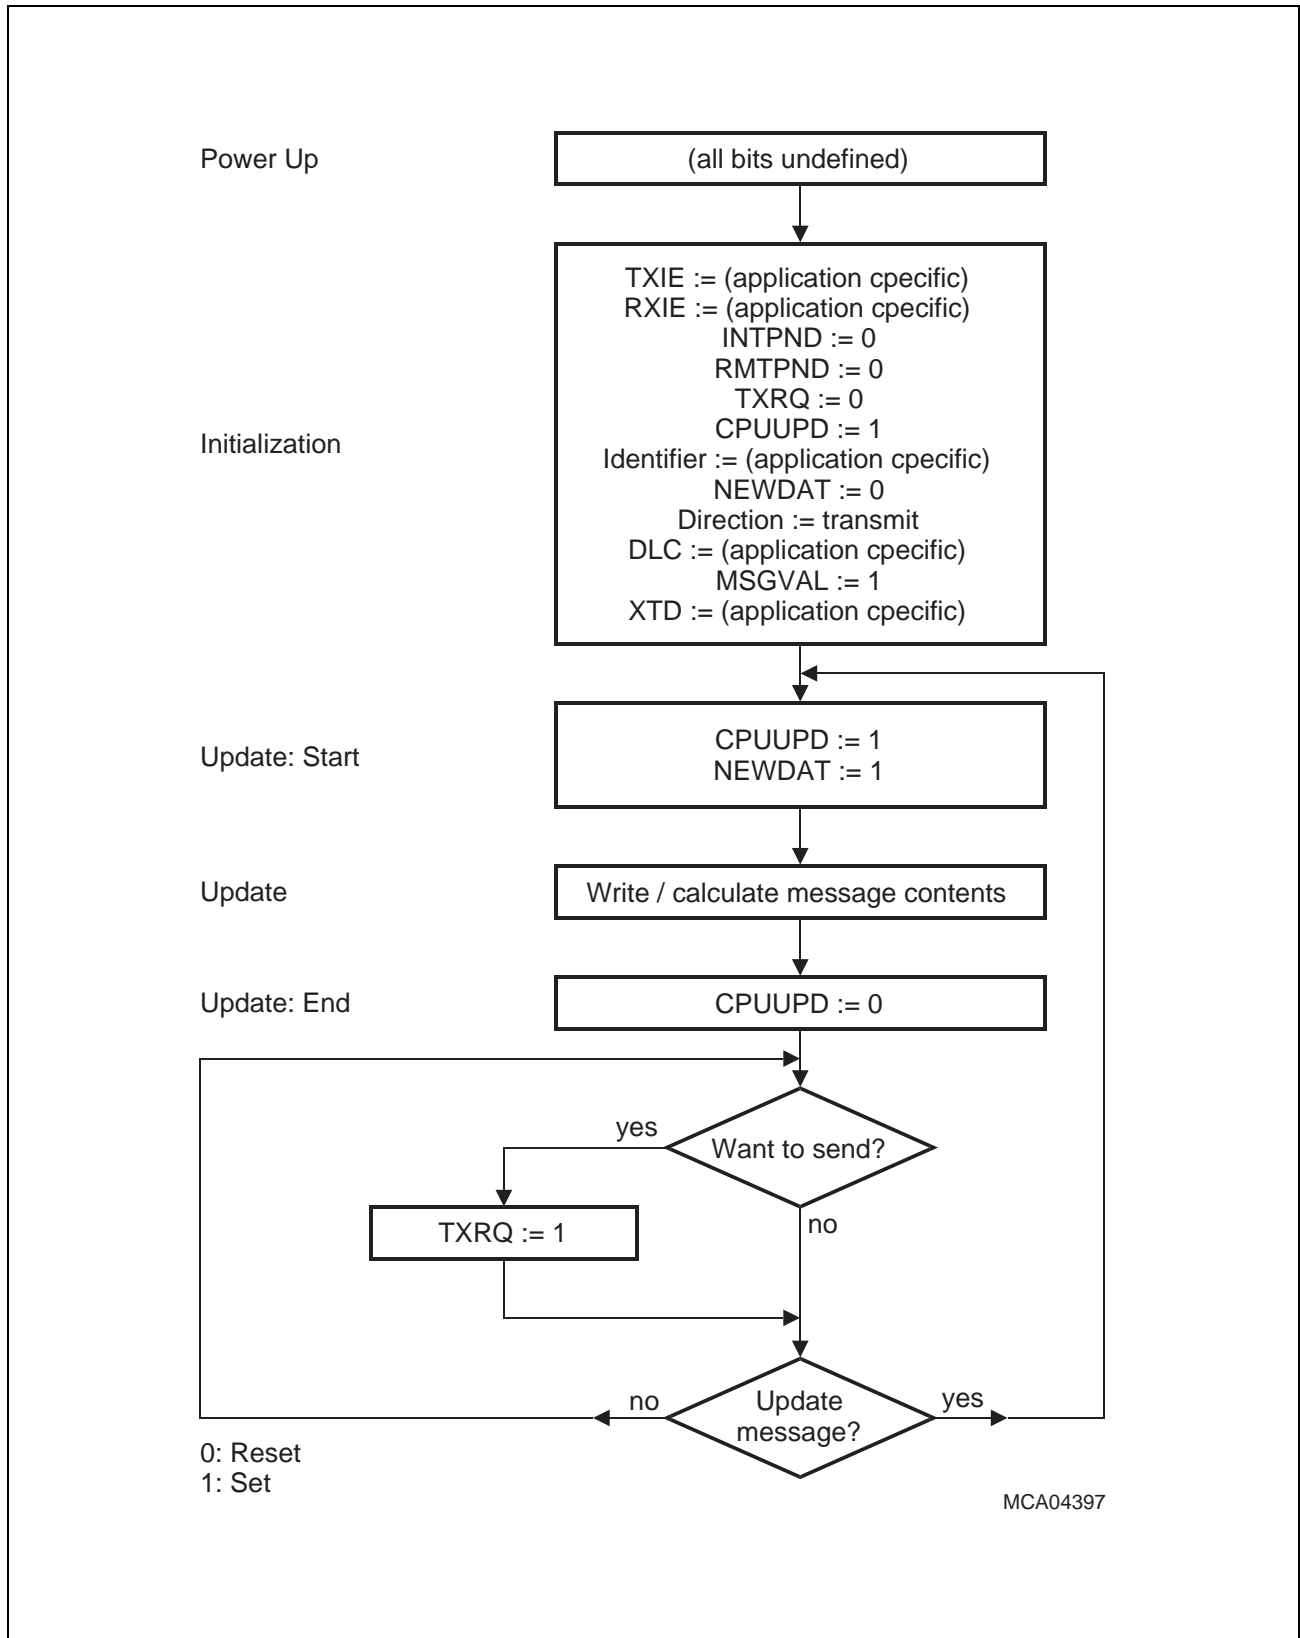 Power Up
(all bits undefined)
TXIE := (application cpecific)
RXIE := (application cpecific)
INTPND := 0
RMTPND := 0
TXRQ := 0
CPUUPD := 1
Initialization
Identifier := (application cpecific)
NEWDAT := 0
Direction := transmit
DLC := (application cpecific)
MSGVAL := 1
XTD := (application cpecific)
Update: Start
CPUUPD := 1
NEWDAT := 1
Update
Write / calculate message contents
Update: End
CPUUPD := 0
yes
Want to send?
TXRQ := 1
no
no
Update
message?
yes
0: Reset
1: Set
MCA04397